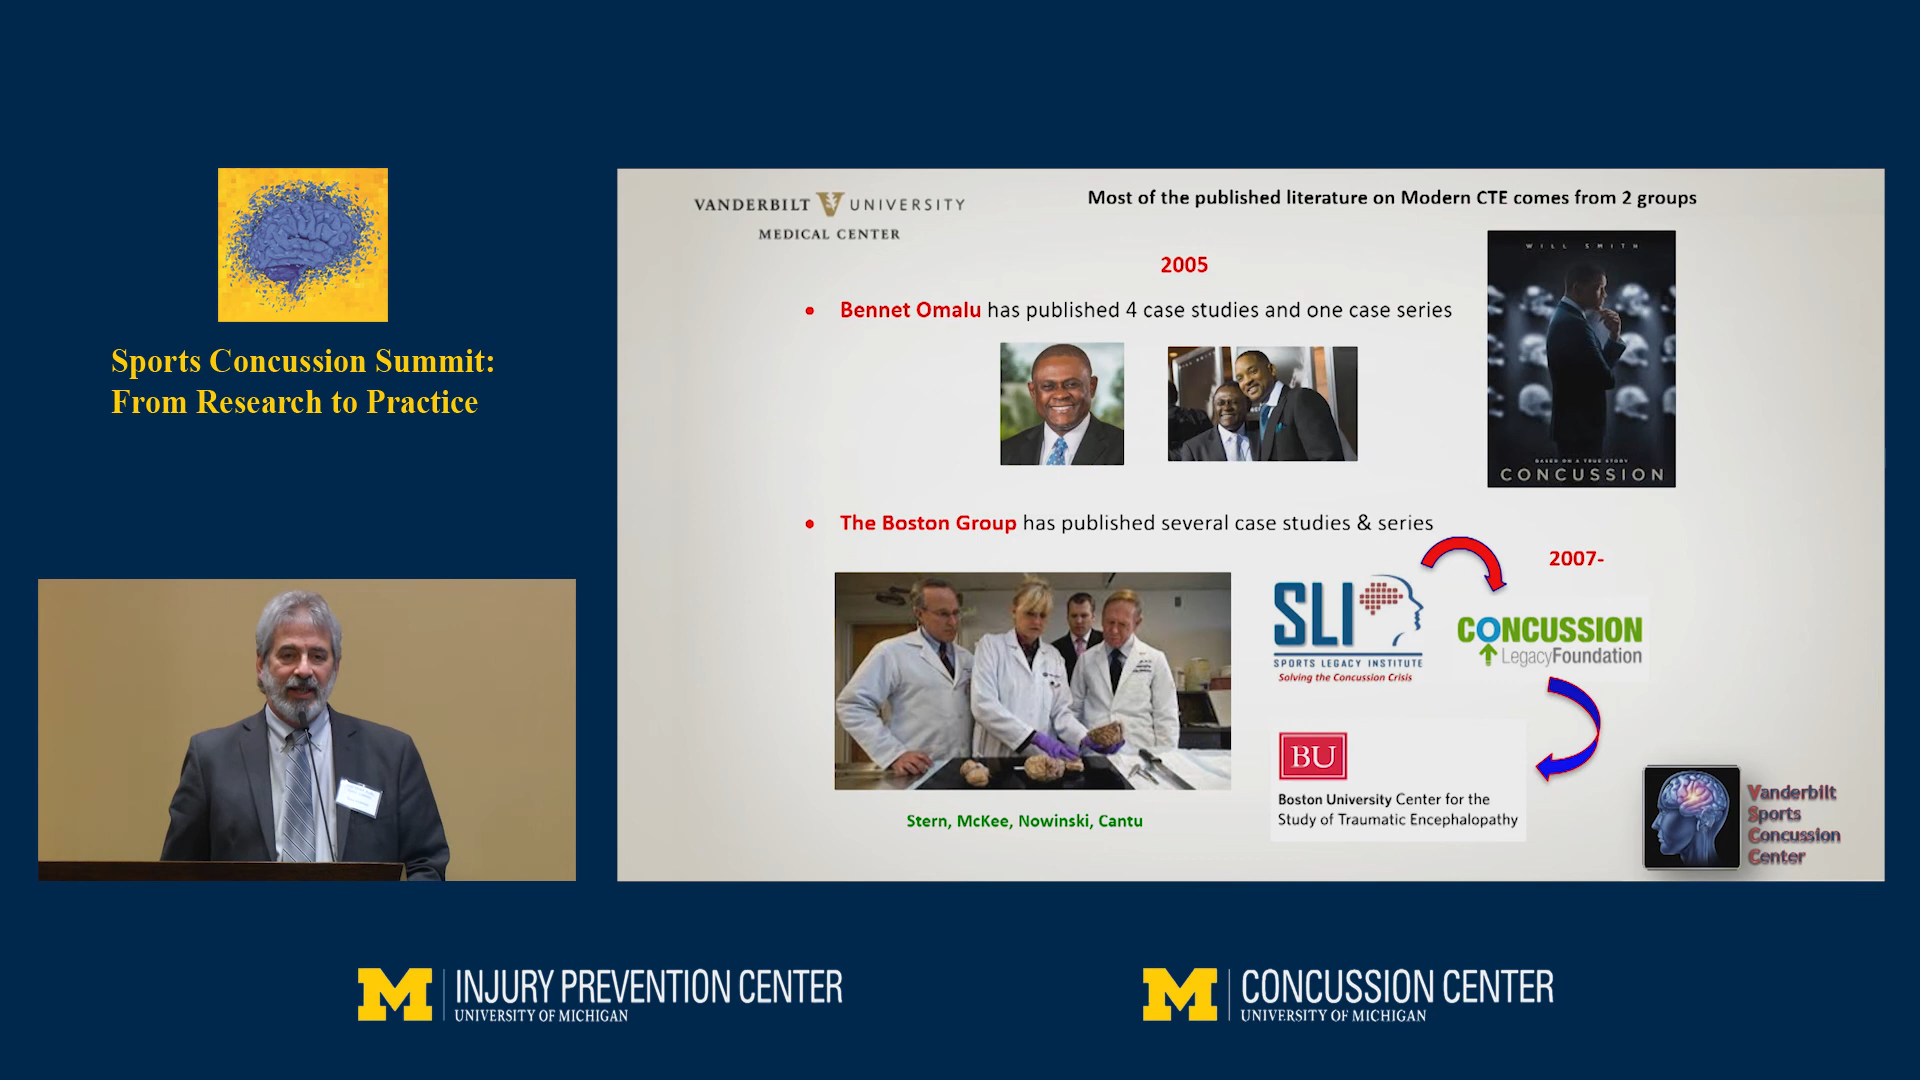 Sports Concussion Summit:
From Research to Practice
VANDERBILT V UNIVERSITY
MEDICAL CENTER
Most of the published literature on Modern CTE comes from 2 groups
2005
• Bennet Omalu has published 4 case studies and one case series
WILL SMITH
BASED ON A TRUE STORY
CONCUSSION
• The Boston Group has published several case studies & series
2007-
SLI
SPORTS LEGACY INSTITUTE
Solving the Concussion Crisis
CONCUSSION
LegacyFoundation
BU
Boston University Center for the
Study of Traumatic Encephalopathy
Stern, McKee, Nowinski, Cantu
Vanderbilt
Sports
Concussion
Center
M INJURY PREVENTION CENTER
UNIVERSITY OF MICHIGAN
M CONCUSSION CENTER
UNIVERSITY OF MICHIGAN